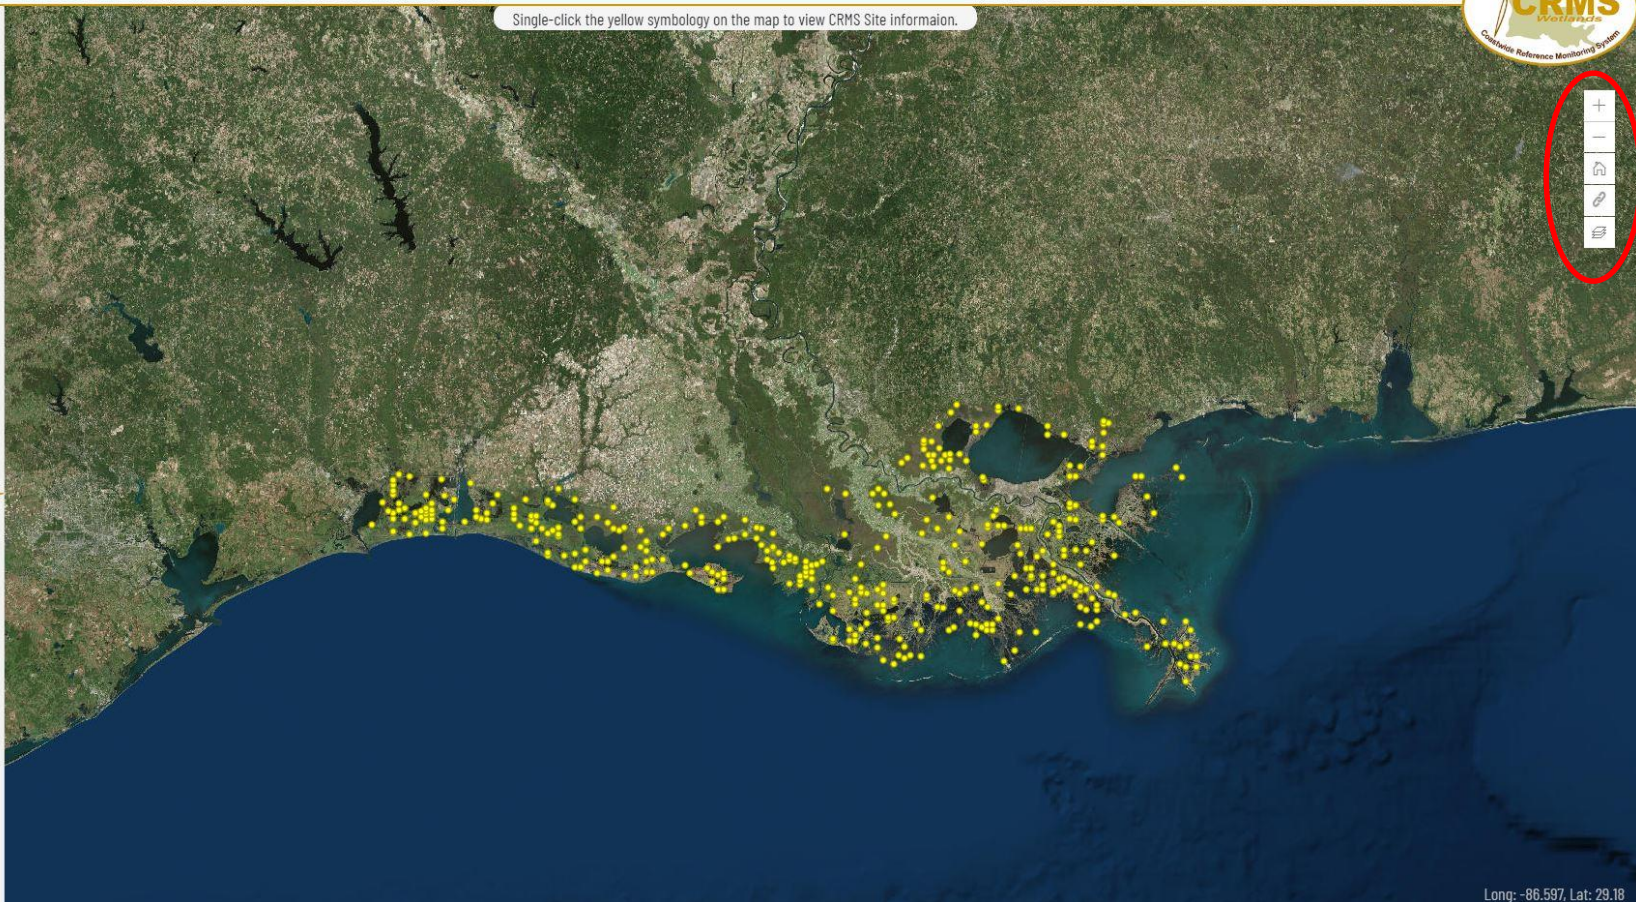 Single-click the yellow symbology on the map to view CRMS Site informaion.
CRMS
Wetlands
Coastwide Reference Monitoring System
Long: -86.597, Lat: 29.18